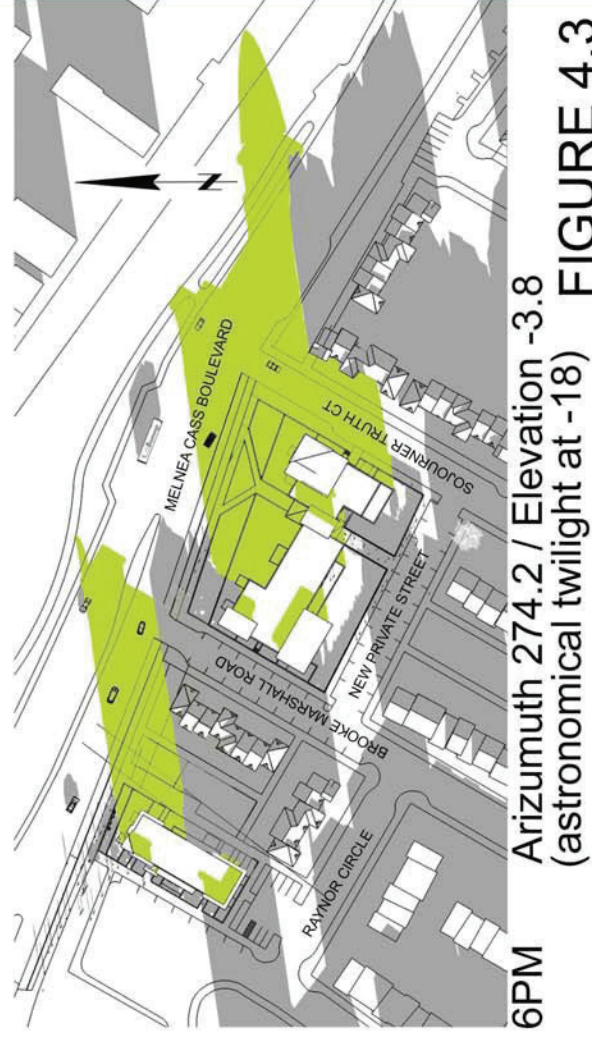 N
MELNEA CASS BOULEVARD
SOJOURNER TRUTH CT
BROOKE MARSHALL ROAD
NEW PRIVATE STREET
RAYNOR CIRCLE
6PM
Arizumuth 274.2 / Elevation -3.8
(astronomical twilight at -18)
FIGURE 4.3